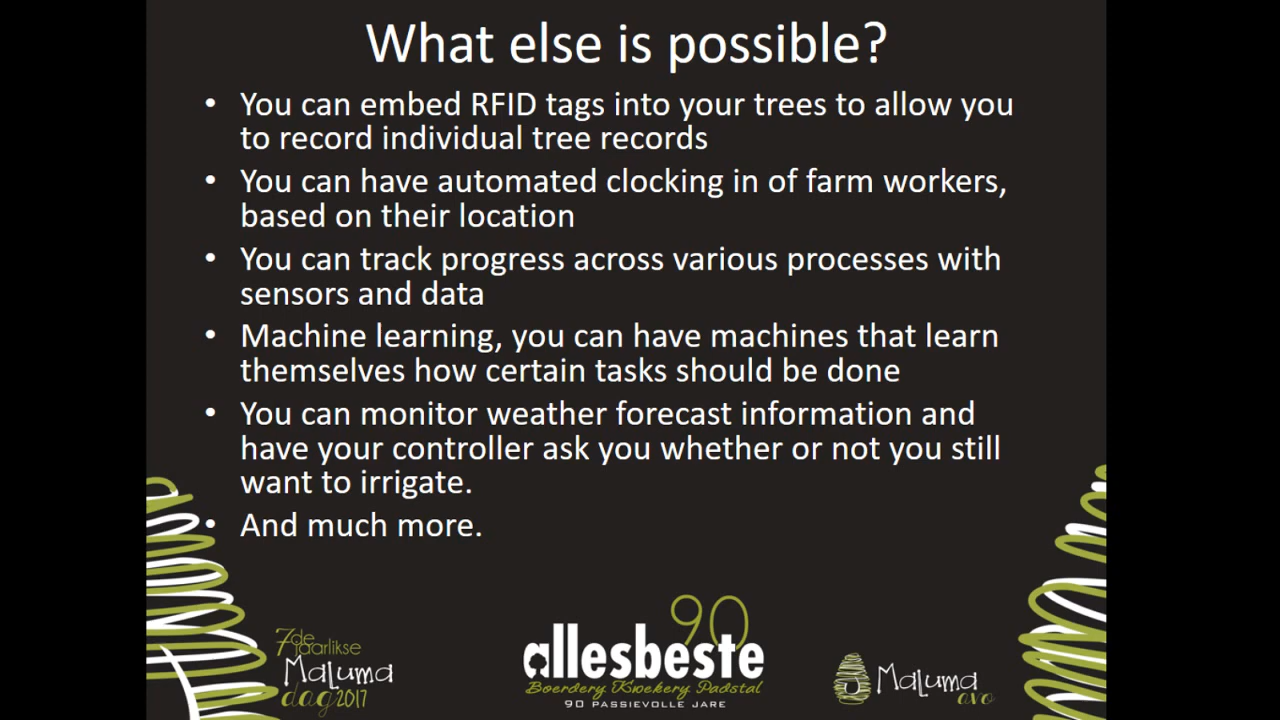 What else is possible?
• You can embed RFID tags into your trees to allow you
to record individual tree records
• You can have automated clocking in of farm workers,
based on their location
• You can track progress across various processes with
sensors and data
• Machine learning, you can have machines that learn
themselves how certain tasks should be done
• You can monitor weather forecast information and
have your controller ask you whether or not you still
want to irrigate.
• And much more.
7de
jaarlikse
Maluma
dag 2017
90
allesbeste
Boerdery Kwekery Padstal
90 PASSIEVOLLE JARE
Maluma
avo